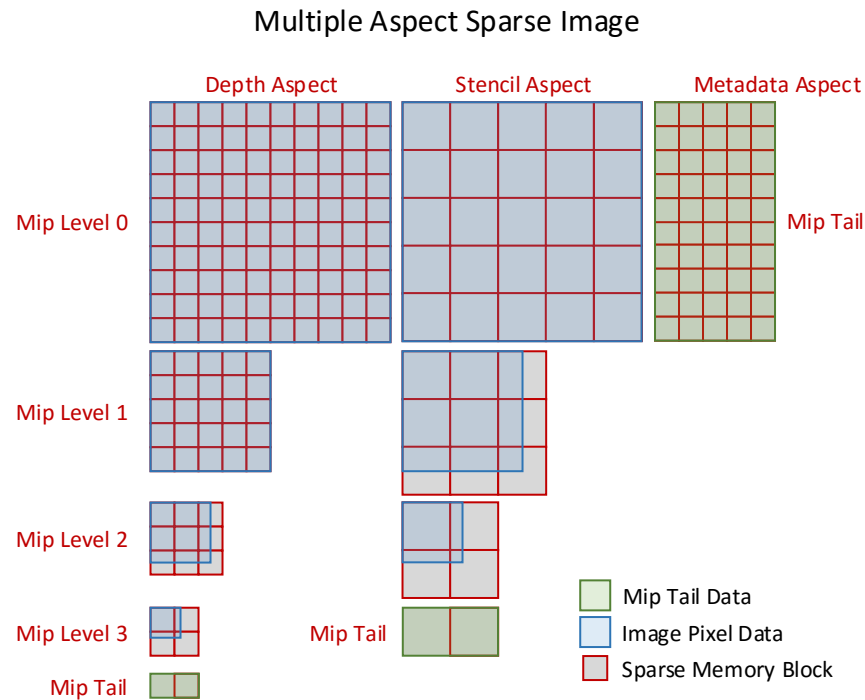 Multiple Aspect Sparse Image
Depth Aspect
Stencil Aspect
Metadata Aspect
Mip Level 0
Mip Tail
Mip Level 1
Mip Level 2
Mip Level 3
Mip Tail
Mip Tail
Mip Tail Data
Image Pixel Data
Sparse Memory Block